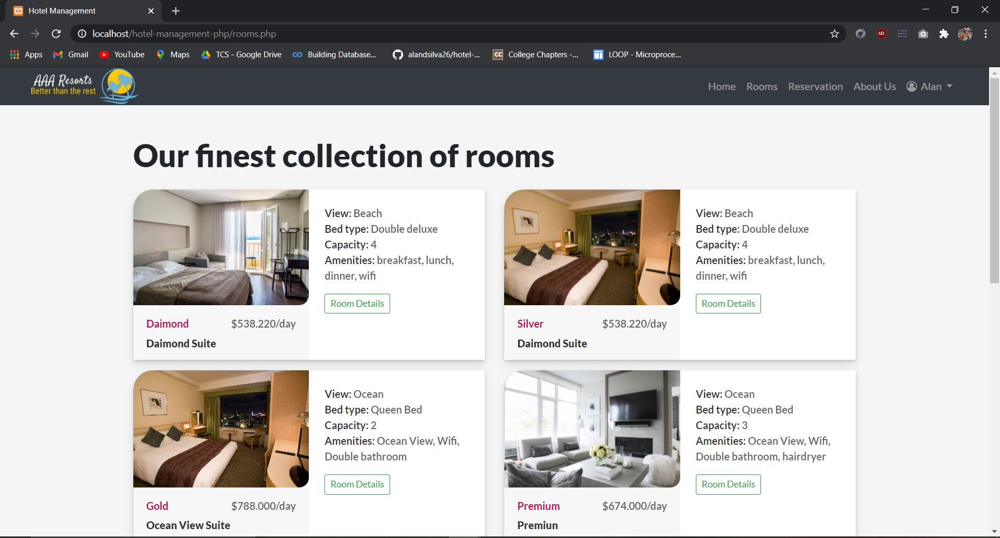 Hotel Management
localhost/hotel-management-php/rooms.php
Apps
Gmail
YouTube
Maps
TCS - Google Drive
Building Database...
alandsilva26/hotel-...
CC
College Chapters -...
LOOP - Microproce...
AAA Resorts
Better than the rest
Home
Rooms
Reservation
About Us
Alan
Our finest collection of rooms
View: Beach
Bed type: Double deluxe
Capacity: 4
Amenities: breakfast, lunch,
dinner, wifi
Room Details
Daimond
$538.220/day
Daimond Suite
View: Beach
Bed type: Double deluxe
Capacity: 4
Amenities: breakfast, lunch,
dinner, wifi
Room Details
Silver
$538.220/day
Daimond Suite
View: Ocean
Bed type: Queen Bed
Capacity: 2
Amenities: Ocean View, Wifi,
Double bathroom
Room Details
Gold
$788.000/day
Ocean View Suite
View: Ocean
Bed type: Queen Bed
Capacity: 3
Amenities: Ocean View, Wifi,
Double bathroom, hairdryer
Room Details
Premium
$674.000/day
Premiun